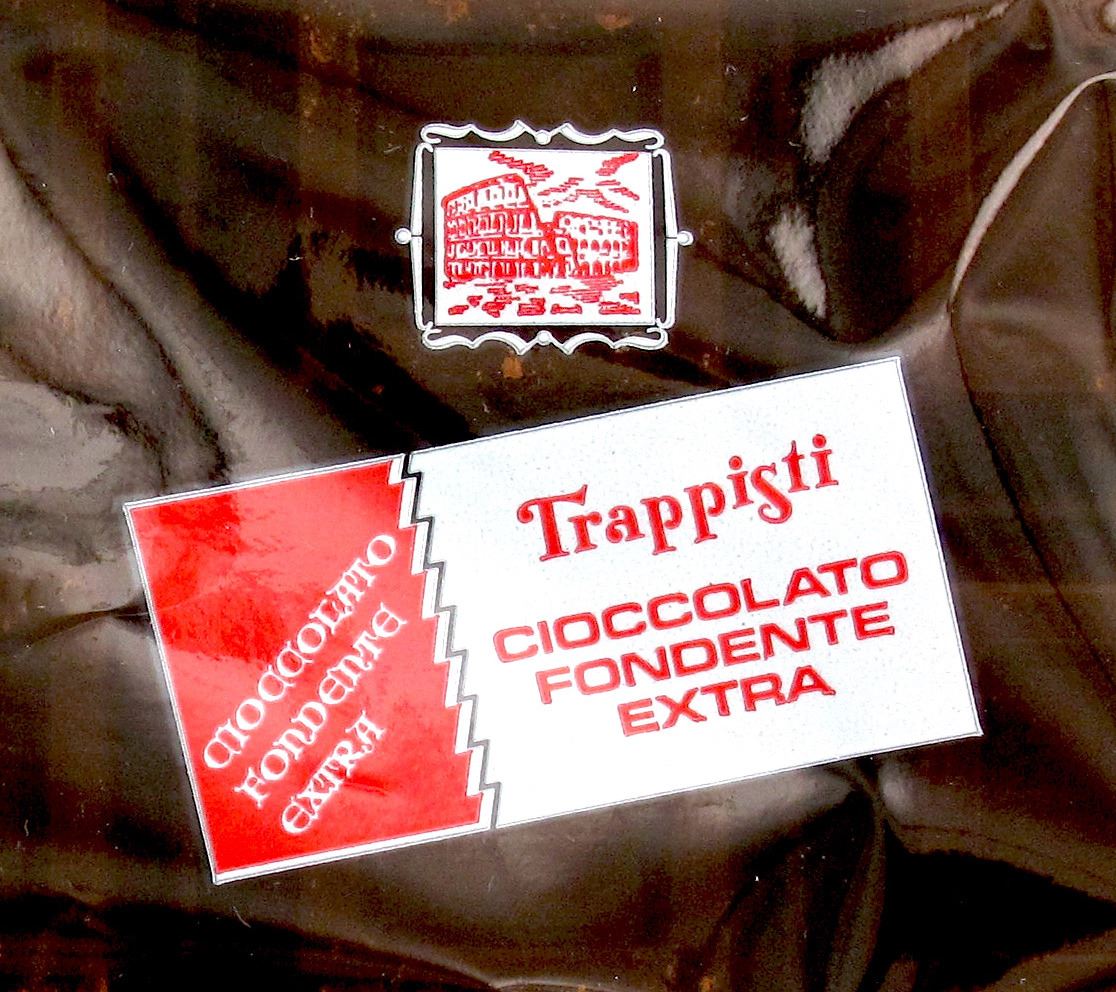 Trappisti
CIOCCOLATO
FONDENTE
EXTRA
CIOCCOLATO
FONDENTE
EXTRA